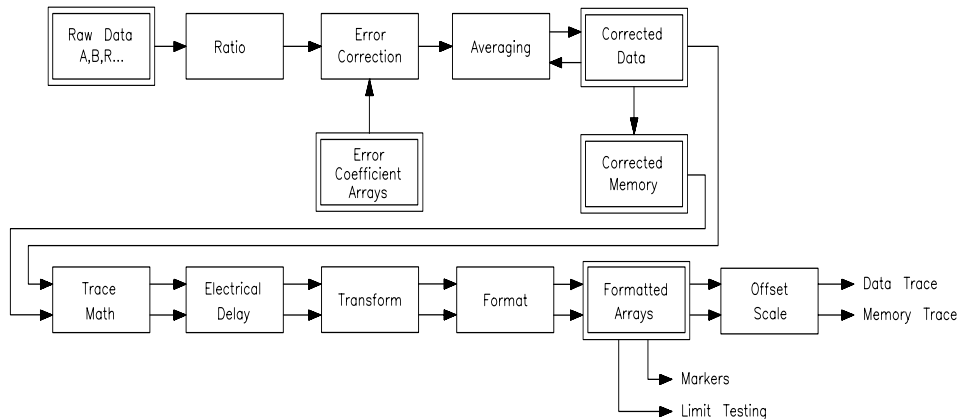 Raw Data
A,B,R...
Ratio
Error
Correction
Averaging
Corrected
Data
Error
Coefficient
Arrays
Corrected
Memory
Trace
Math
Electrical
Delay
Transform
Format
Formatted
Arrays
Offset
Scale
Data Trace
Memory Trace
Markers
Limit Testing